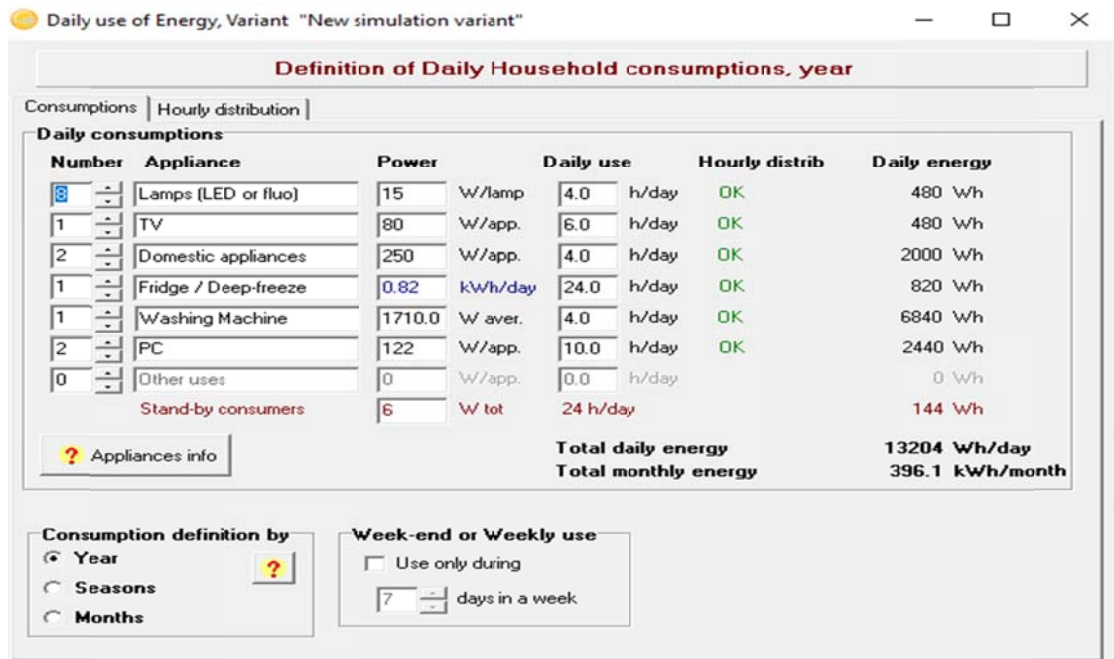 Daily use of Energy, Variant "New simulation variant"
Definition of Daily Household consumptions, year
Consumptions Hourly distribution
Daily consumptions
Number Appliance Power Daily use Hourly distrib Daily energy
8 Lamps (LED or fluo) 15 W/lamp 4.0 h/day OK 480 Wh
1 TV 80 W/app. 6.0 h/day OK 480 Wh
2 Domestic appliances 250 W/app. 4.0 h/day OK 2000 Wh
1 Fridge / Deep-freeze 0.82 kWh/day 24.0 h/day OK 820 Wh
1 Washing Machine 1710.0 W aver. 4.0 h/day OK 6840 Wh
2 PC 122 W/app. 10.0 h/day OK 2440 Wh
0 Other uses 0 W/app. 0.0 h/day 0 Wh
Stand-by consumers 6 W tot 24 h/day 144 Wh
? Appliances info Total daily energy 13204 Wh/day
Total monthly energy 396.1 kWh/month
Consumption definition by Week-end or Weekly use
Year ? Use only during
Seasons 7 days in a week
Months